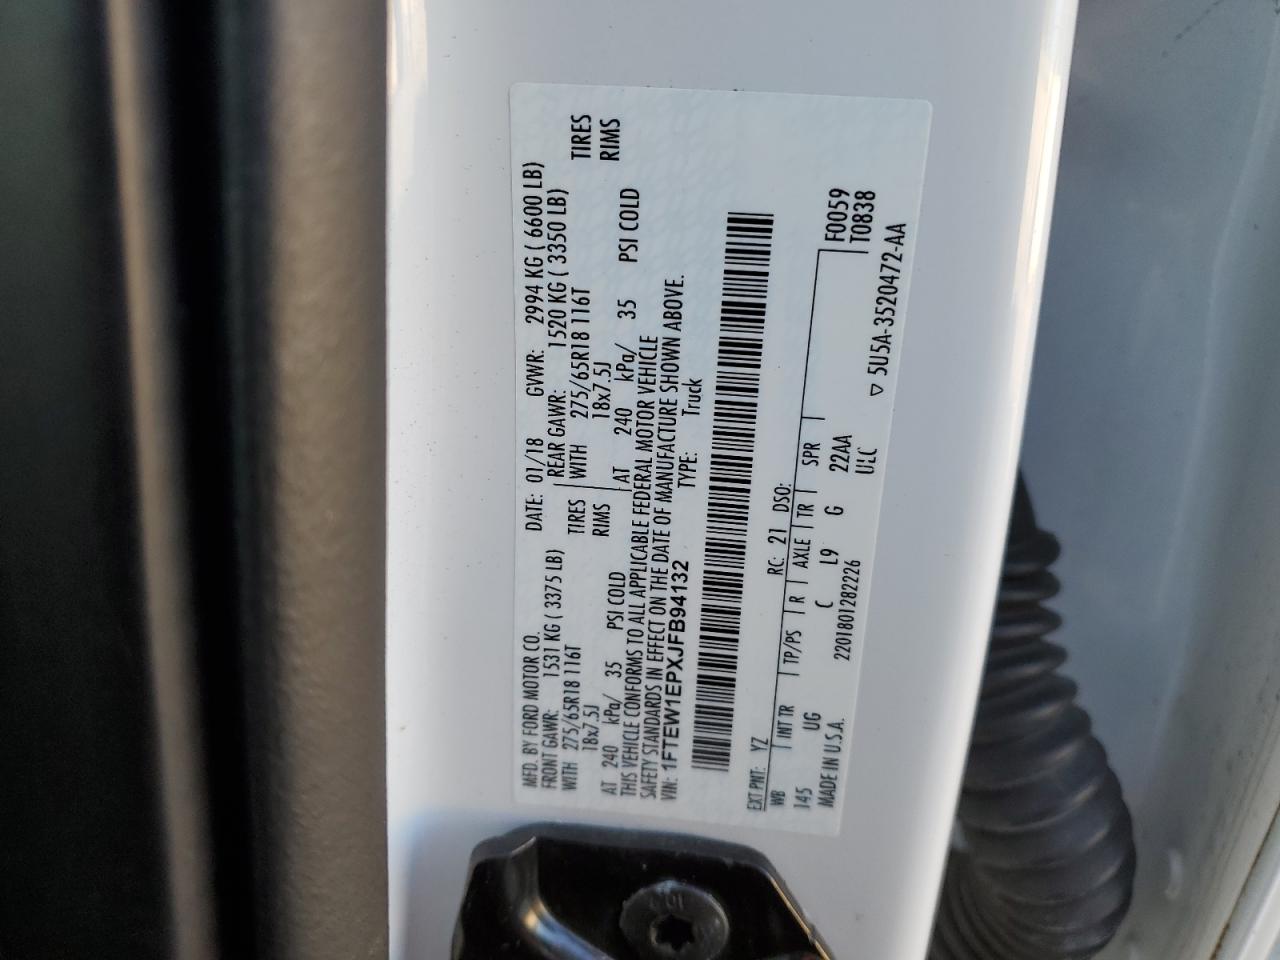 MFD. BY FORD MOTOR CO.
DATE: 01/18 GVWR: 2994 KG ( 6600 LB)
FRONT GAWR: 1531 KG ( 3375 LB) REAR GAWR: 1520 KG ( 3350 LB)
WITH 275/65R18 116T TIRES WITH 275/65R18 116T TIRES
18x7.5J RIMS 18x7.5J RIMS
AT 240 kPa/ 35 PSI COLD AT 240 kPa/ 35 PSI COLD
THIS VEHICLE CONFORMS TO ALL APPLICABLE FEDERAL MOTOR VEHICLE
SAFETY STANDARDS IN EFFECT ON THE DATE OF MANUFACTURE SHOWN ABOVE.
VIN: 1FTEW1EPXJFB94132 TYPE: Truck
EXT PNT: YZ RC: 21 DSO:
WB INT TR TP/PS R AXLE TR SPR F0059
145 UG C L9 G 22AA T0838
MADE IN U.S.A. 2201801282226 ULC
▽ 5U5A-3520472-AA